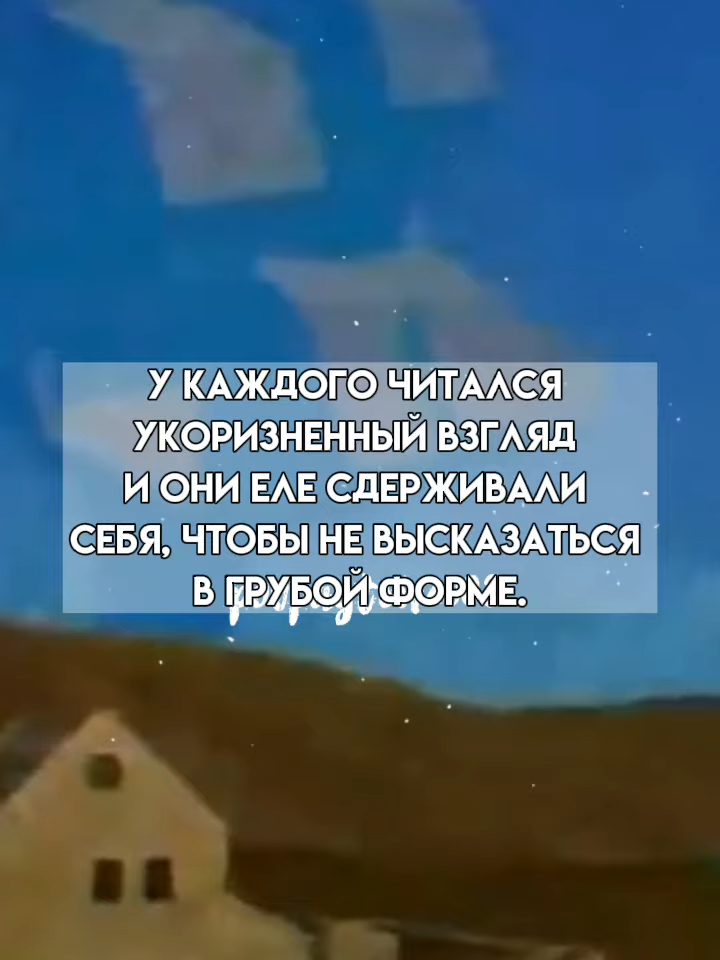 У КАЖДОГО ЧИТАЛСЯ
УКОРИЗНЕННЫЙ ВЗГЛЯД
И ОНИ ЕЛЕ СДЕРЖИВАЛИ
СЕБЯ, ЧТОБЫ НЕ ВЫСКАЗАТЬСЯ
В ГРУБОЙ ФОРМЕ.